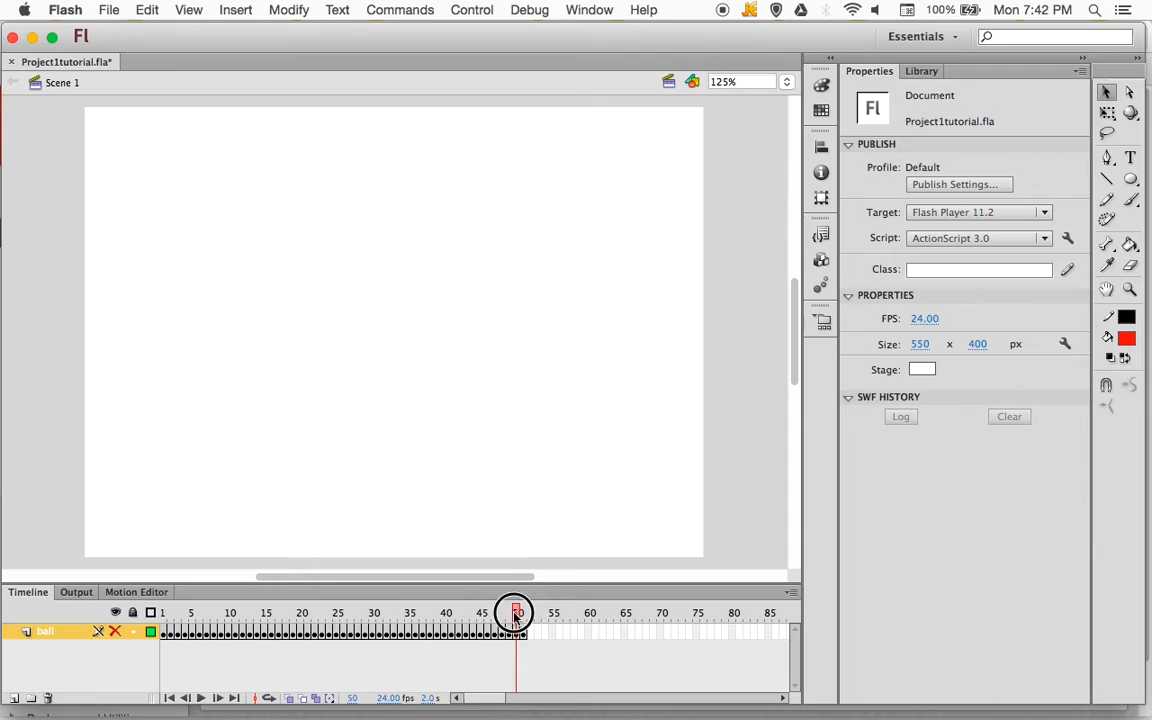 Flash File Edit View Insert Modify Text Commands Control Debug Window Help 100% Mon 7:42 PM
Fl Essentials
Project1tutorial.fla*
Scene 1 125%
Properties Library
Fl Document
Project1tutorial.fla
PUBLISH
Profile: Default
Publish Settings...
Target: Flash Player 11.2
Script: ActionScript 3.0
Class:
PROPERTIES
FPS: 24.00
Size: 550 x 400 px
Stage:
SWF HISTORY
Log Clear
Timeline Output Motion Editor
1 5 10 15 20 25 30 35 40 45 50 55 60 65 70 75 80 85
ball
50 24.00 fps 2.0 s